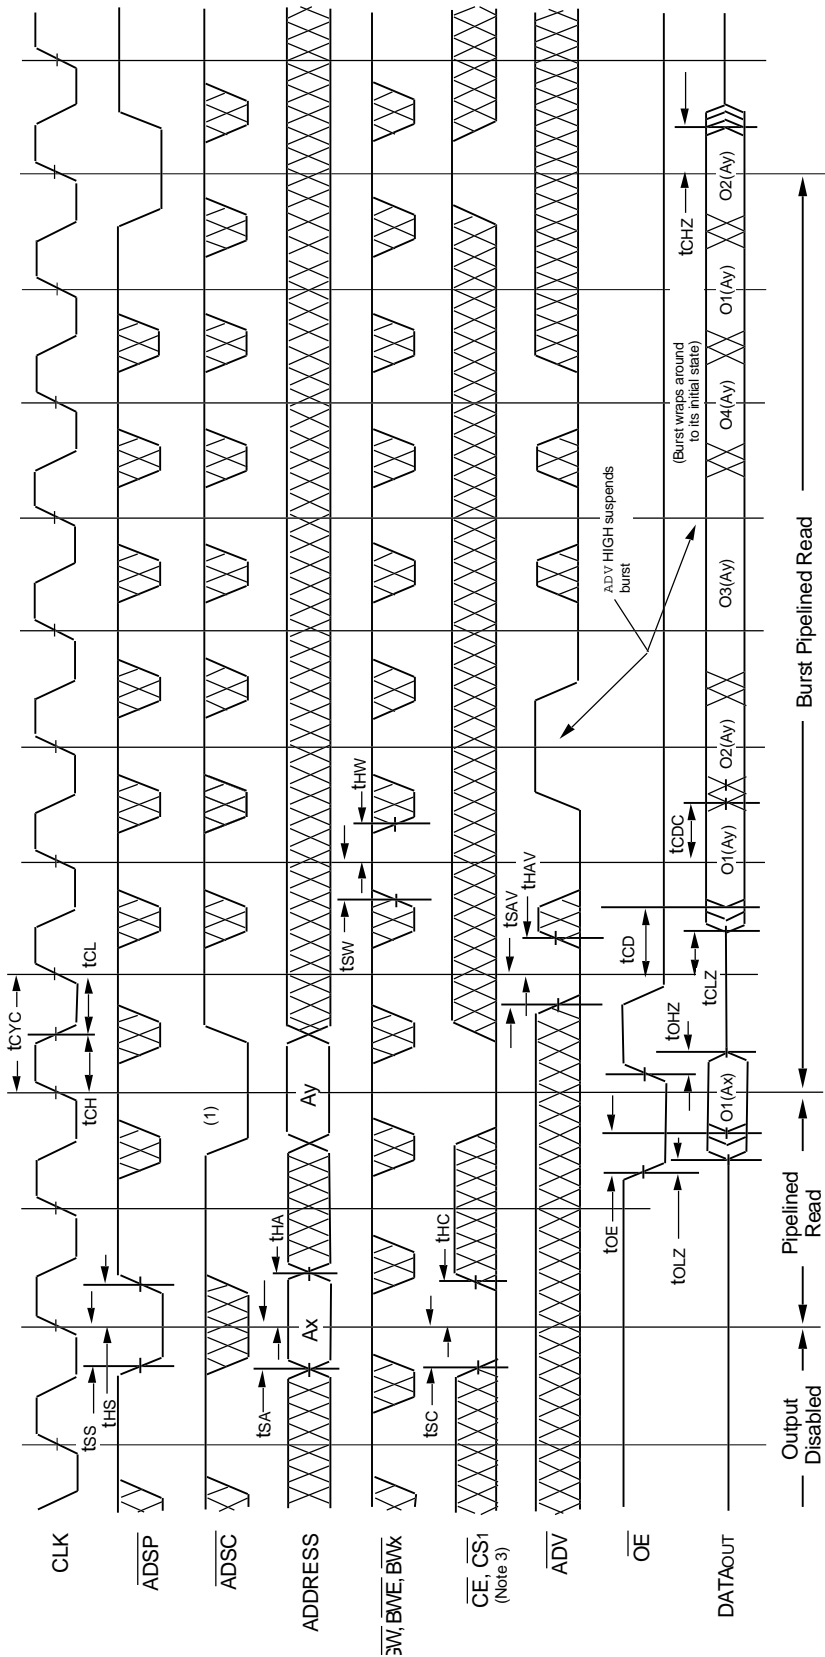 CLK
tCYC
tCH
tCL
ADSP
tSS
tHS
ADSC
(1)
ADDRESS
tSA
tHA
Ax
Ay
GW, BWE, BWx
tSW
tHW
CE, CS1
(Note 3)
tSC
tHC
ADV
tSAV
tHAV
ADV HIGH suspends
burst
OE
tOE
tOHZ
tCD
tOLZ
tCLZ
tCDC
tCHZ
(Burst wraps around
to its initial state)
DATAOUT
O1(Ax)
O1(Ay)
O2(Ay)
O3(Ay)
O4(Ay)
O1(Ay)
O2(Ay)
Output
Disabled
Pipelined
Read
Burst Pipelined Read